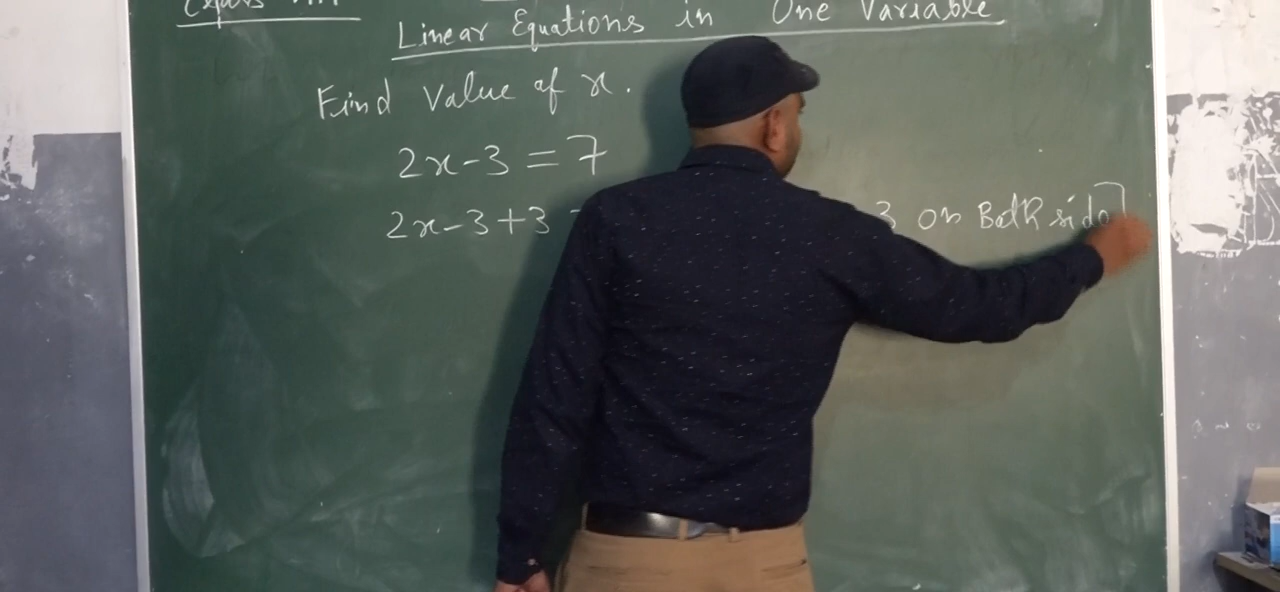 Linear Equations in One Variable
Find Value of x.
2x-3=7
2x-3+3 3 on Both side]